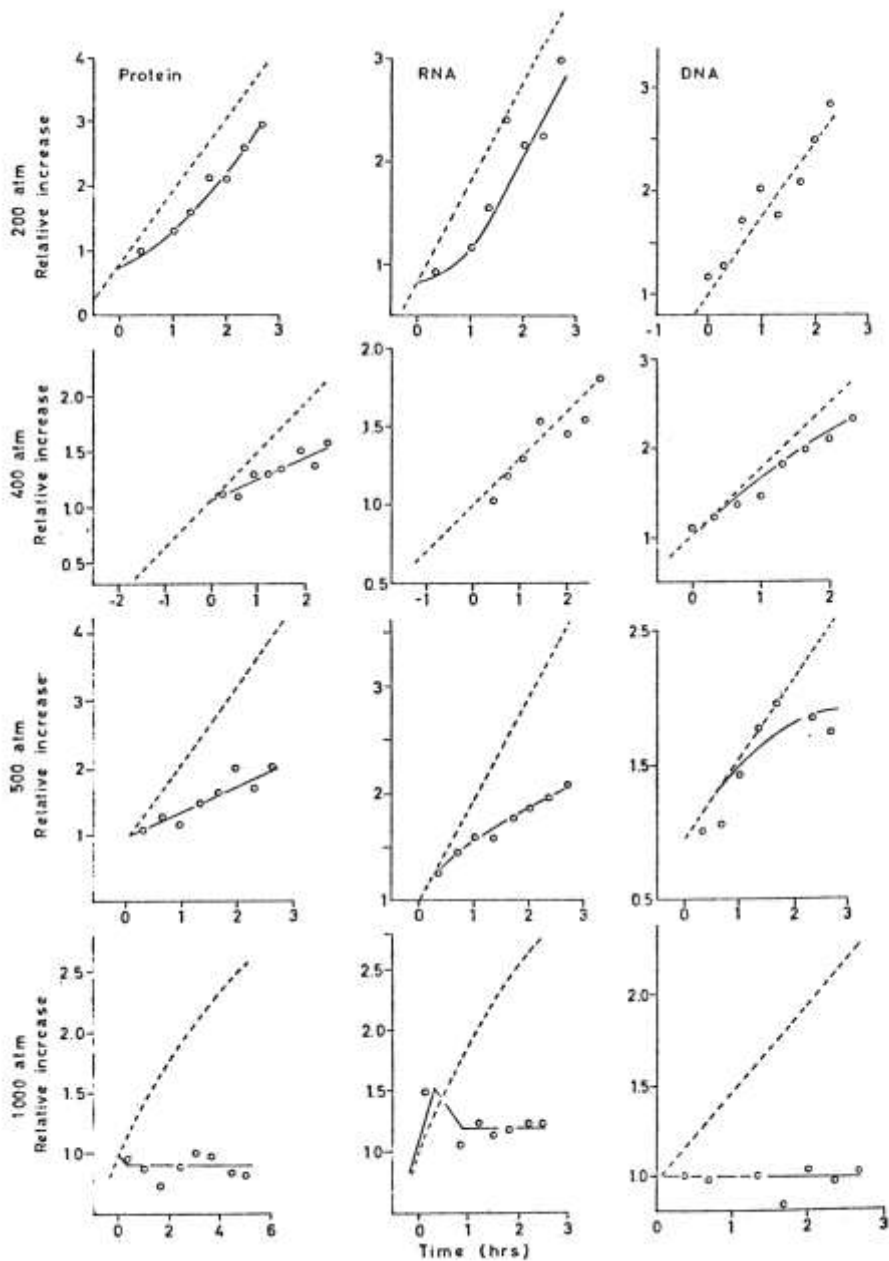 200 atm
Relative increase
Protein
4
3
2
1
0
0 1 2 3
RNA
3
2
1
0 1 2 3
DNA
3
2
1
-1 0 1 2 3
400 atm
Relative increase
2.0
1.5
1.0
0.5
-2 -1 0 1 2
2.0
1.5
1.0
0.5
-1 0 1 2
3
2
1
0 1 2
500 atm
Relative increase
4
3
2
1
0 1 2 3
3
2
1
0 1 2 3
2.5
1.5
0.5
0 1 2 3
1000 atm
Relative increase
2.5
2.0
1.5
1.0
0 2 4 6
2.5
2.0
1.5
1.0
0 1 2 3
2.0
1.5
1.0
0 1 2 3
Time (hrs)